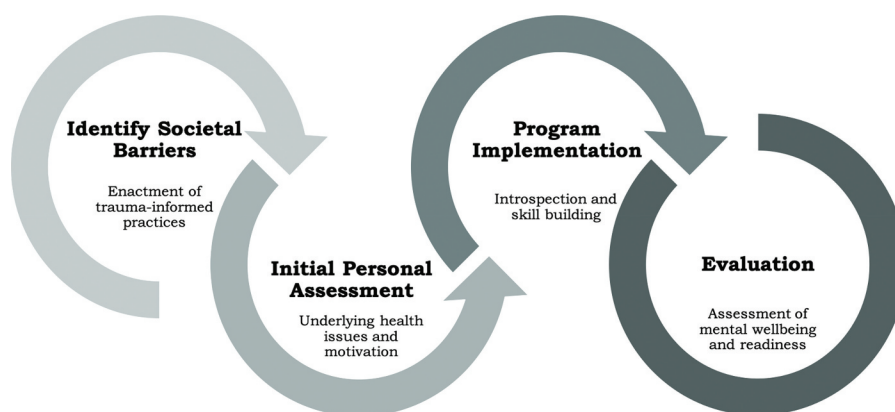 Identify Societal
Barriers
Enactment of
trauma-informed
practices
Initial Personal
Assessment
Underlying health
issues and
motivation
Program
Implementation
Introspection and
skill building
Evaluation
Assessment of
mental wellbeing
and readiness